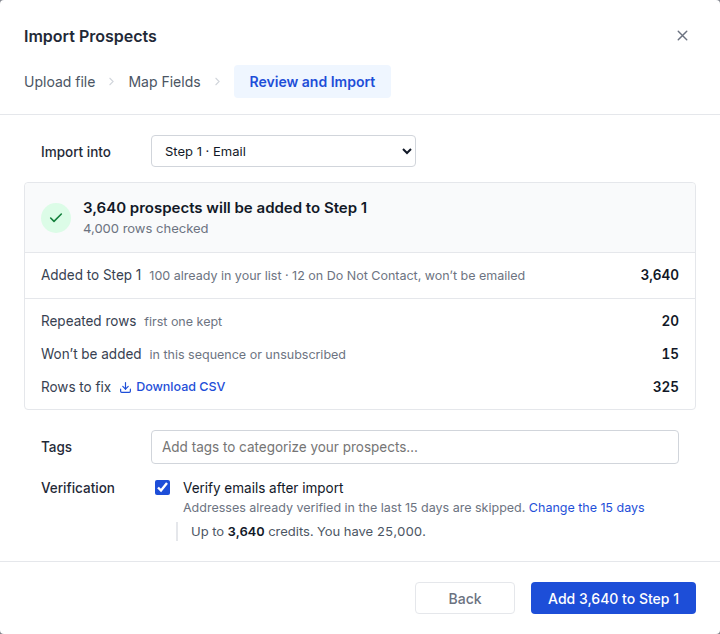 Import Prospects
Upload file
Map Fields
Review and Import
Import into
Step 1 · Email
3,640 prospects will be added to Step 1
4,000 rows checked
Added to Step 1 100 already in your list · 12 on Do Not Contact, won’t be emailed 3,640
Repeated rows first one kept 20
Won’t be added in this sequence or unsubscribed 15
Rows to fix Download CSV 325
Tags Add tags to categorize your prospects...
Verification Verify emails after import
Addresses already verified in the last 15 days are skipped. Change the 15 days
Up to 3,640 credits. You have 25,000.
Back
Add 3,640 to Step 1